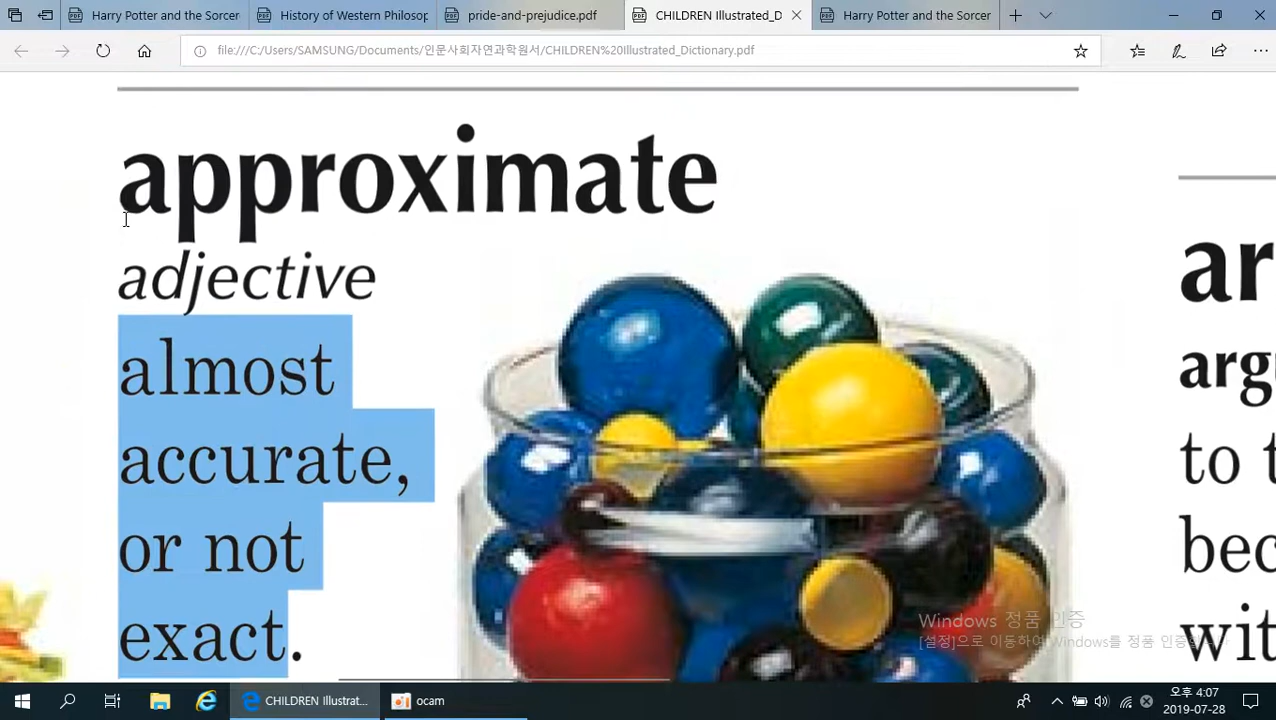 Harry Potter and the Sorcer
History of Western Philosop
pride-and-prejudice.pdf
CHILDREN Illustrated_D
Harry Potter and the Sorcer
file:///C:/Users/SAMSUNG/Documents/인문사회자연과학원서/CHILDREN%20Illustrated_Dictionary.pdf
approximate
adjective
almost
accurate,
or not
exact.
ar
arg
to t
bec
wit
Windows 정품 인증
[설정]으로 이동하여 Windows를 정품 인증합니다.
CHILDREN Illustrat...
ocam
오후 4:07
2019-07-28